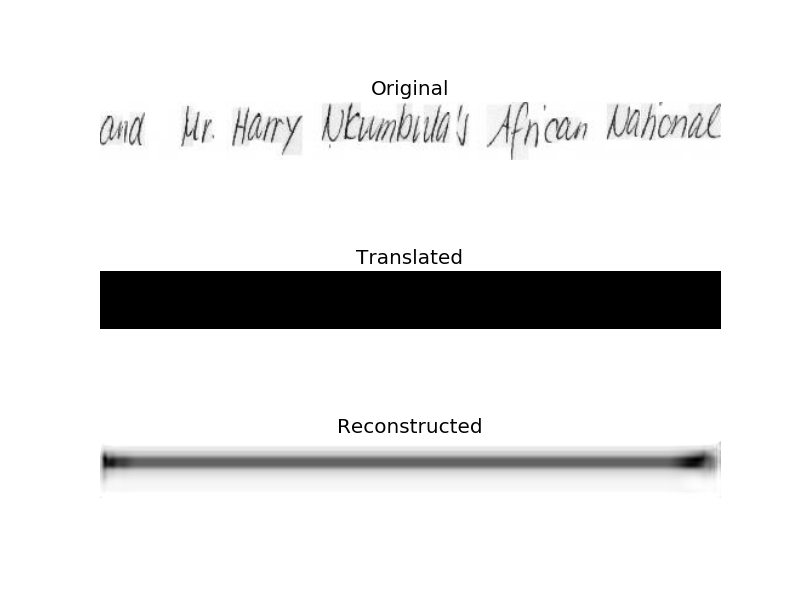 Original
and Mr. Harry Nkumbula's African National
Translated
Reconstructed